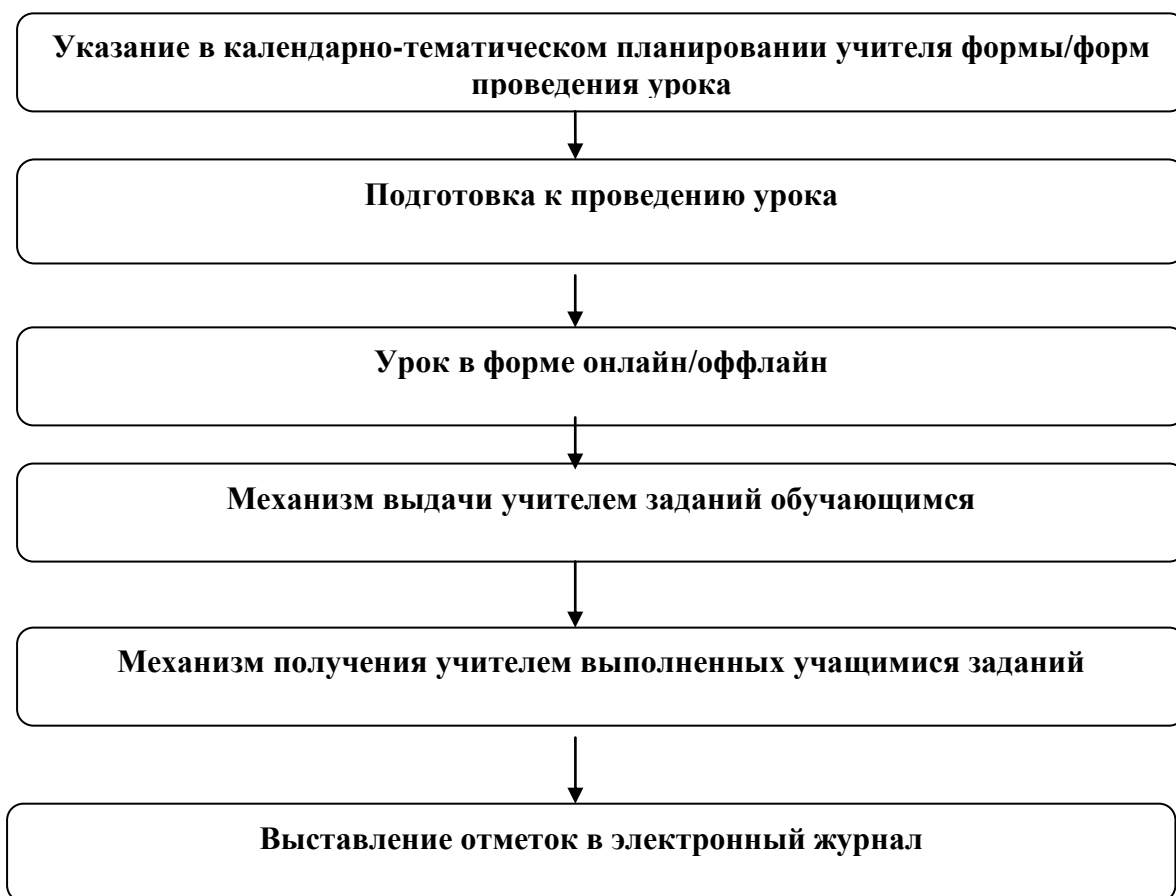 Указание в календарно-тематическом планировании учителя формы/форм
проведения урока
Подготовка к проведению урока
Урок в форме онлайн/оффлайн
Механизм выдачи учителем заданий обучающимся
Механизм получения учителем выполненных учащимися заданий
Выставление отметок в электронный журнал